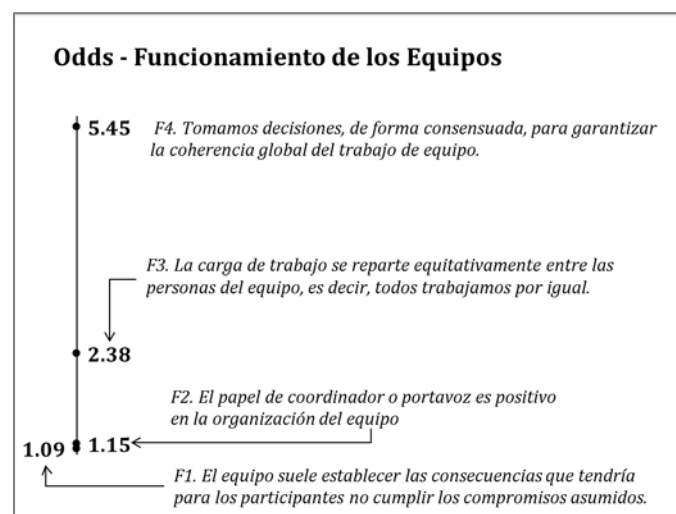 Odds - Funcionamiento de los Equipos
5.45 F4. Tomamos decisiones, de forma consensuada, para garantizar
la coherencia global del trabajo de equipo.
F3. La carga de trabajo se reparte equitativamente entre las
personas del equipo, es decir, todos trabajamos por igual.
2.38
F2. El papel de coordinador o portavoz es positivo
en la organización del equipo
1.09 1.15
F1. El equipo suele establecer las consecuencias que tendría
para los participantes no cumplir los compromisos asumidos.